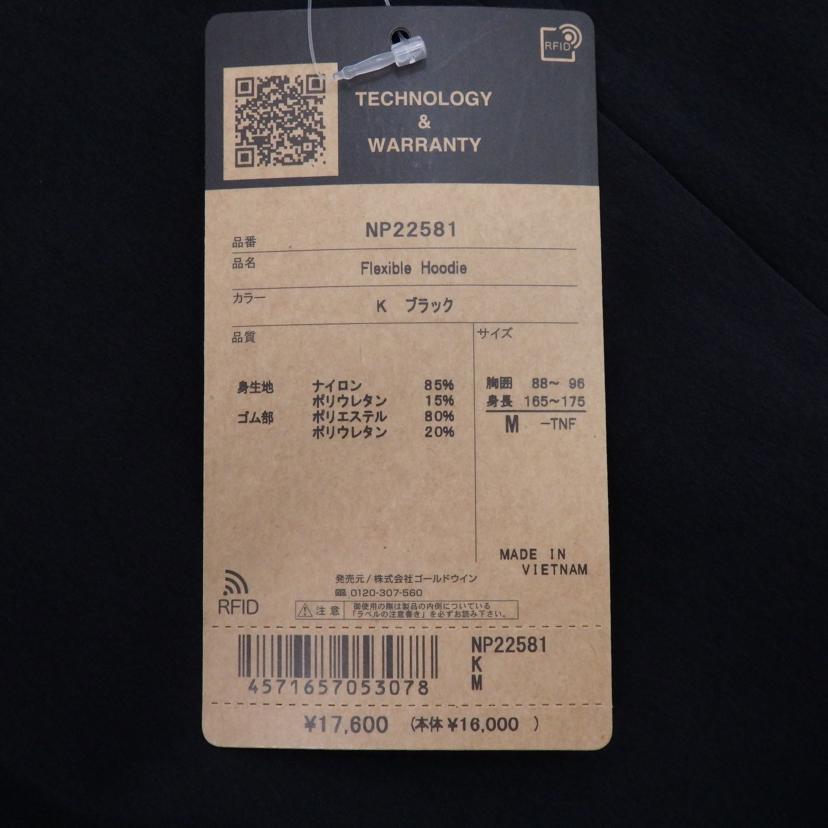 RFID
TECHNOLOGY
&
WARRANTY
品番 NP22581
品名 Flexible Hoodie
カラー K ブラック
品質
身生地 ナイロン 85%
ポリウレタン 15%
ゴム部 ポリエステル 80%
ポリウレタン 20%
サイズ
胸囲 88~ 96
身長 165~175
M -TNF
MADE IN
VIETNAM
RFID
発売元/株式会社ゴールドウイン
0120-307-560
注意 御使用の際は製品の内側についている
「ラベルの注意書き」を必ずお読み下さい。
4571657053078
NP22581
K
M
¥17,600 (本体¥16,000 )